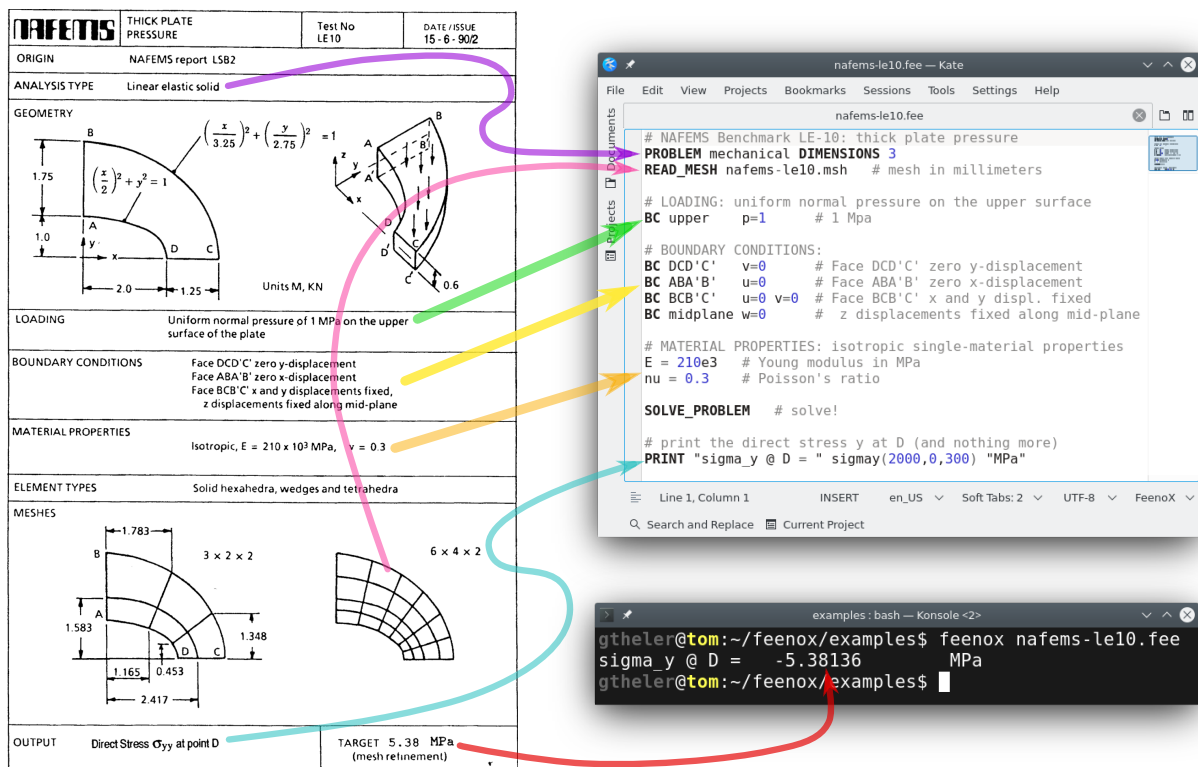 NAFEMS
THICK PLATE
PRESSURE
Test No
LE10
DATE / ISSUE
15 - 6 - 90/2
ORIGIN
NAFEMS report LSB2
ANALYSIS TYPE
Linear elastic solid
GEOMETRY
B
(x/3.25)² + (y/2.75)² = 1
(x/2)² + y² = 1
1.75
1.0
A
y
x
D
C
2.0
1.25
z
y
x
A
A'
B
B'
D
D'
C
C'
0.6
Units M, KN
LOADING
Uniform normal pressure of 1 MPa on the upper
surface of the plate
BOUNDARY CONDITIONS
Face DCD'C' zero y-displacement
Face ABA'B' zero x-displacement
Face BCB'C' x and y displacements fixed,
z displacements fixed along mid-plane
MATERIAL PROPERTIES
Isotropic, E = 210 x 10³ MPa, ν = 0.3
ELEMENT TYPES
Solid hexahedra, wedges and tetrahedra
MESHES
1.783
B
3 × 2 × 2
6 × 4 × 2
A
1.583
D
C
1.348
1.165
0.453
2.417
OUTPUT
Direct Stress σyy at point D
TARGET 5.38 MPa
(mesh refinement)
nafems-le10.fee — Kate
File Edit View Projects Bookmarks Sessions Tools Settings Help
nafems-le10.fee
Documents
Projects
# NAFEMS Benchmark LE-10: thick plate pressure
PROBLEM mechanical DIMENSIONS 3
READ_MESH nafems-le10.msh # mesh in millimeters
# LOADING: uniform normal pressure on the upper surface
BC upper p=1 # 1 Mpa
# BOUNDARY CONDITIONS:
BC DCD'C' v=0 # Face DCD'C' zero y-displacement
BC ABA'B' u=0 # Face ABA'B' zero x-displacement
BC BCB'C' u=0 v=0 # Face BCB'C' x and y displ. fixed
BC midplane w=0 # z displacements fixed along mid-plane
# MATERIAL PROPERTIES: isotropic single-material properties
E = 210e3 # Young modulus in MPa
nu = 0.3 # Poisson's ratio
SOLVE_PROBLEM # solve!
# print the direct stress y at D (and nothing more)
PRINT "sigma_y @ D = " sigmay(2000,0,300) "MPa"
Line 1, Column 1 INSERT en_US Soft Tabs: 2 UTF-8 FeenoX
Search and Replace Current Project
examples : bash — Konsole <2>
gtheler@tom:~/feenox/examples$ feenox nafems-le10.fee
sigma_y @ D = -5.38136 MPa
gtheler@tom:~/feenox/examples$